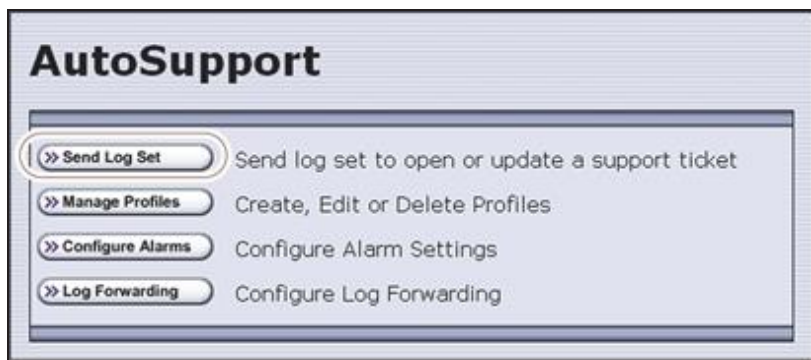 AutoSupport
» Send Log Set Send log set to open or update a support ticket
» Manage Profiles Create, Edit or Delete Profiles
» Configure Alarms Configure Alarm Settings
» Log Forwarding Configure Log Forwarding